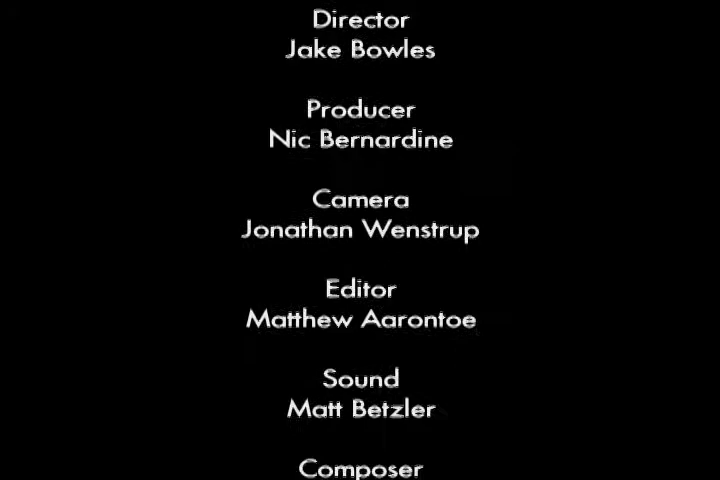 Director
Jake Bowles
Producer
Nic Bernardine
Camera
Jonathan Wenstrup
Editor
Matthew Aarontoe
Sound
Matt Betzler
Composer